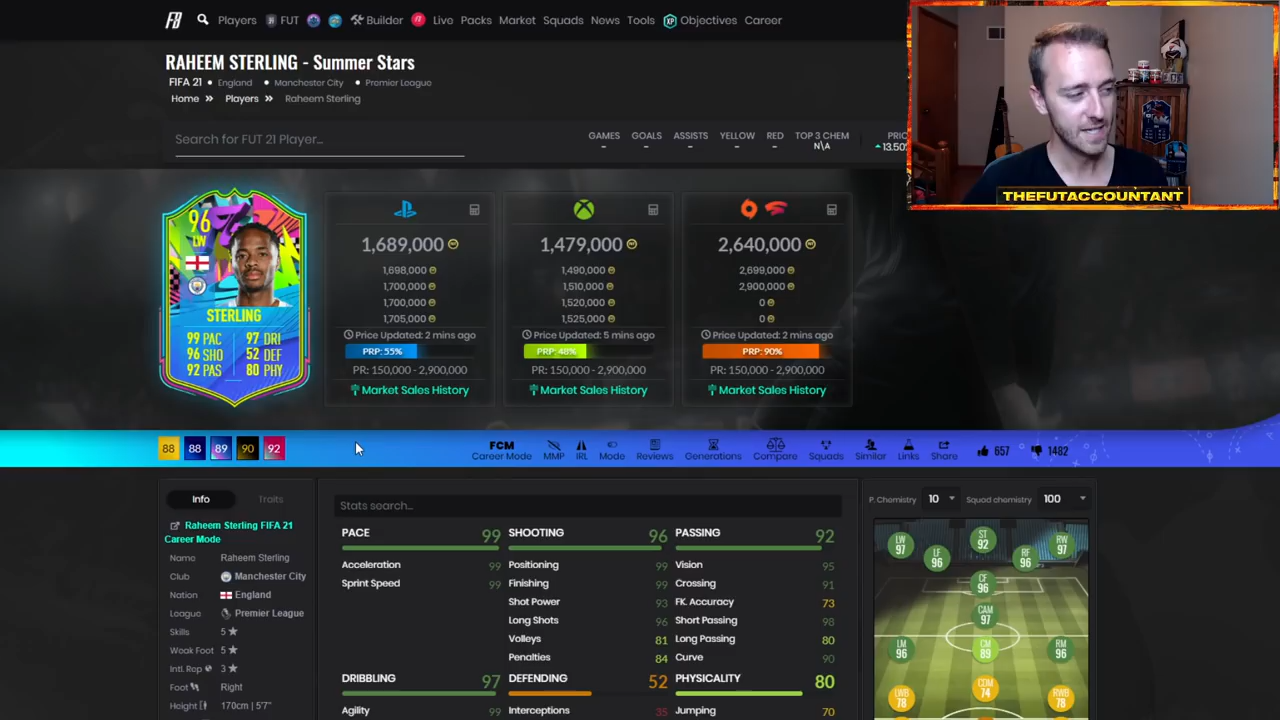 FB Players FUT Builder Live Packs Market Squads News Tools XP Objectives Career
RAHEEM STERLING - Summer Stars
FIFA 21 • England • Manchester City • Premier League
Home » Players » Raheem Sterling
Search for FUT 21 Player...
GAMES GOALS ASSISTS YELLOW RED TOP 3 CHEM PRIC
- - - - - N/A 13.50%
THEFUTACCOUNTANT
96
LW
STERLING
99 PAC 97 DRI
96 SHO 52 DEF
92 PAS 80 PHY
1,689,000 1,479,000 2,640,000
1,698,000 1,490,000 2,699,000
1,700,000 1,510,000 2,900,000
1,700,000 1,520,000 0
1,705,000 1,525,000 0
Price Updated: 2 mins ago Price Updated: 5 mins ago Price Updated: 2 mins ago
PRP: 55% PRP: 48% PRP: 90%
PR: 150,000 - 2,900,000 PR: 150,000 - 2,900,000 PR: 150,000 - 2,900,000
Market Sales History Market Sales History Market Sales History
88 88 89 90 92
FCM
Career Mode MMP IRL Mode Reviews Generations Compare Squads Similar Links Share 657 1482
Info Traits
Raheem Sterling FIFA 21
Career Mode
Name Raheem Sterling
Club Manchester City
Nation England
League Premier League
Skills 5★
Weak Foot 5★
Intl. Rep 3★
Foot Right
Height 170cm | 5'7"
Stats search...
PACE 99 SHOOTING 96 PASSING 92
Acceleration 99 Positioning 99 Vision 95
Sprint Speed 99 Finishing 99 Crossing 91
Shot Power 93 FK. Accuracy 73
Long Shots 96 Short Passing 98
Volleys 81 Long Passing 80
Penalties 84 Curve 90
DRIBBLING 97 DEFENDING 52 PHYSICALITY 80
Agility 99 Interceptions 35 Jumping 70
P. Chemistry 10 Squad chemistry 100
LW 97 ST 92 RW 97
LF 96 RF 96
CF 96
CAM 97
LM 96 CM 89 RM 96
LWB 78 CDM 74 RWB 78